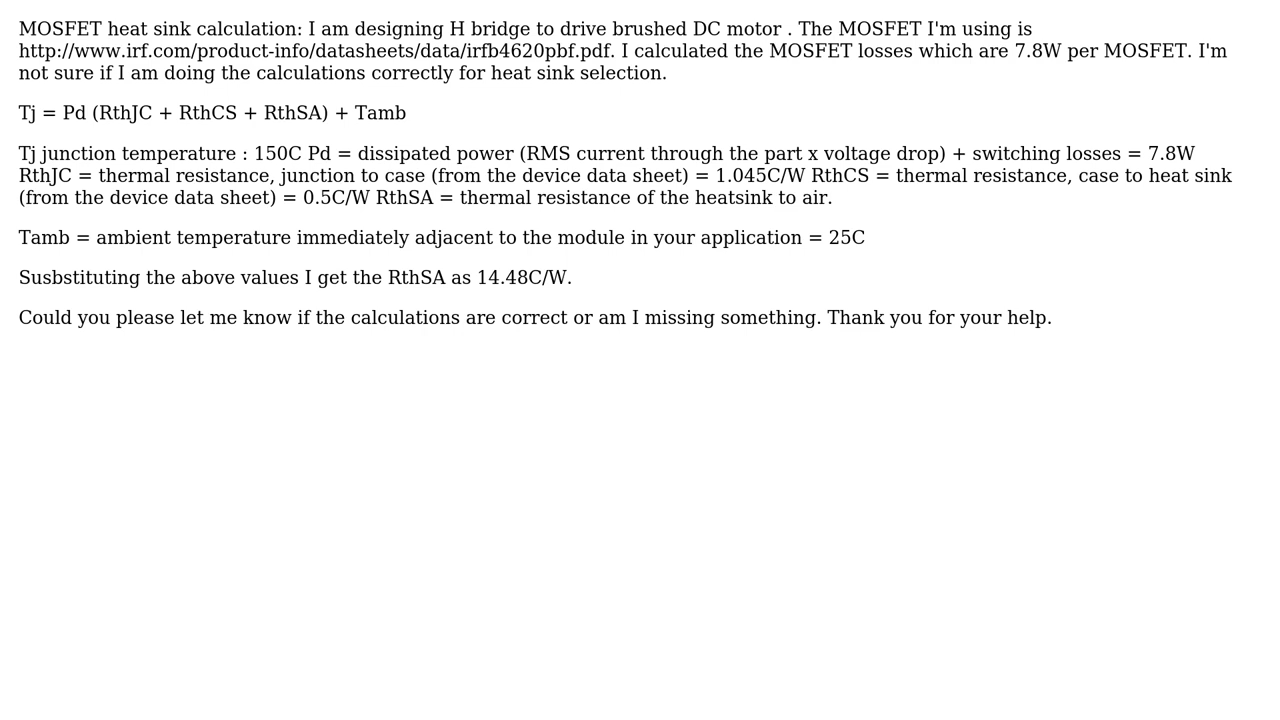 MOSFET heat sink calculation: I am designing H bridge to drive brushed DC motor . The MOSFET I'm using is
http://www.irf.com/product-info/datasheets/data/irfb4620pbf.pdf. I calculated the MOSFET losses which are 7.8W per MOSFET. I'm
not sure if I am doing the calculations correctly for heat sink selection.
Tj = Pd (RthJC + RthCS + RthSA) + Tamb
Tj junction temperature : 150C Pd = dissipated power (RMS current through the part x voltage drop) + switching losses = 7.8W
RthJC = thermal resistance, junction to case (from the device data sheet) = 1.045C/W RthCS = thermal resistance, case to heat sink
(from the device data sheet) = 0.5C/W RthSA = thermal resistance of the heatsink to air.
Tamb = ambient temperature immediately adjacent to the module in your application = 25C
Susbstituting the above values I get the RthSA as 14.48C/W.
Could you please let me know if the calculations are correct or am I missing something. Thank you for your help.